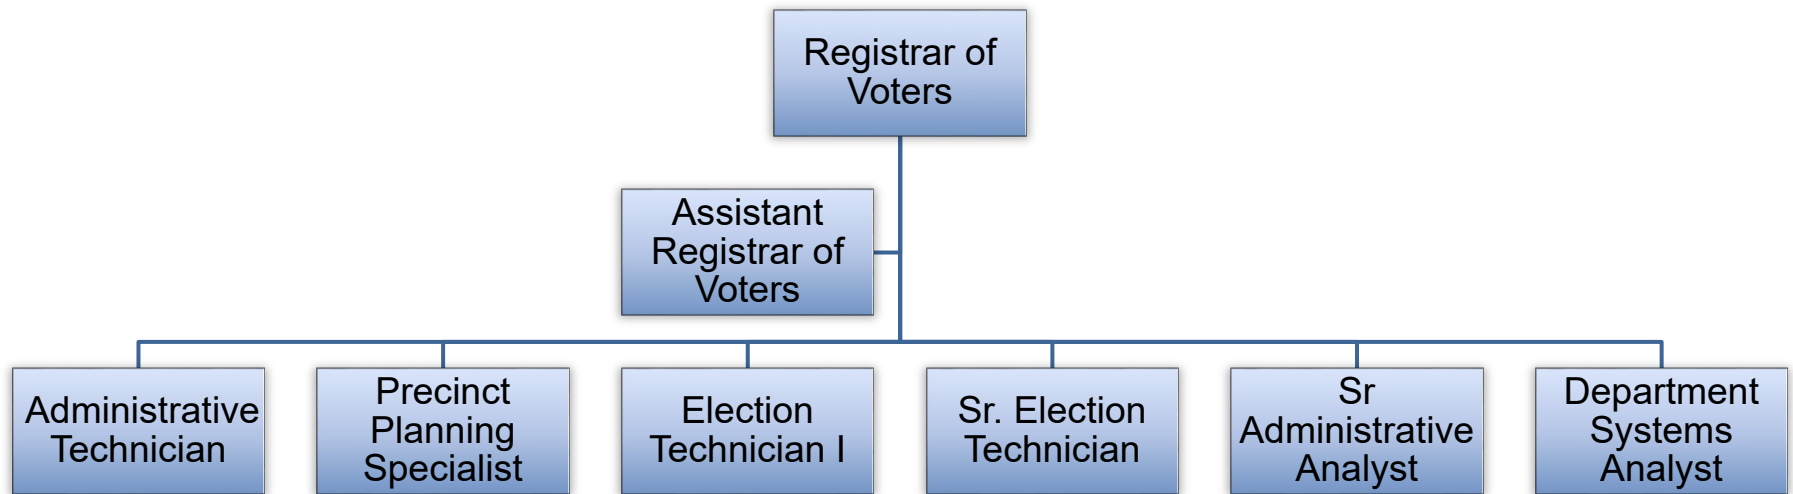 Registrar of
Voters
Assistant
Registrar of
Voters
Administrative
Technician
Precinct
Planning
Specialist
Election
Technician I
Sr. Election
Technician
Sr
Administrative
Analyst
Department
Systems
Analyst